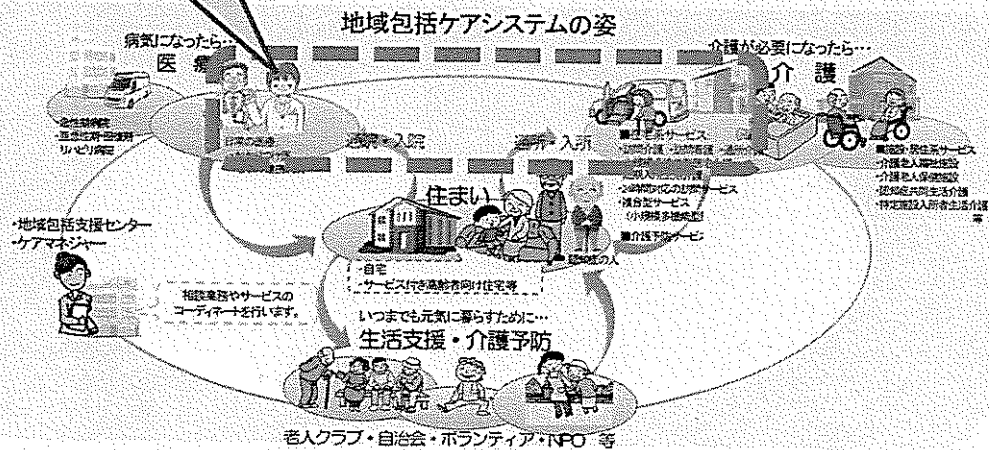 地域包括ケアシステムの姿
病気になったら…
医療
・急性期病院
・亜急性期・回復期
リハビリ病院
日常の医療
通院・入院
通所・入所
介護が必要になったら…
介護
■在宅系サービス
・訪問介護・訪問看護・通所介護
・24時間対応の訪問サービス
・複合型サービス
（小規模多機能型
■介護予防サービス
■施設・居住系サービス
・介護老人福祉施設
・介護老人保健施設
・認知症共同生活介護
・特定施設入所者生活介護
等
住まい
認知症の人
・自宅
・サービス付き高齢者向け住宅等
・地域包括支援センター
・ケアマネジャー
相談業務やサービスの
コーディネートを行います。
いつまでも元気に暮らすために…
生活支援・介護予防
老人クラブ・自治会・ボランティア・NPO 等